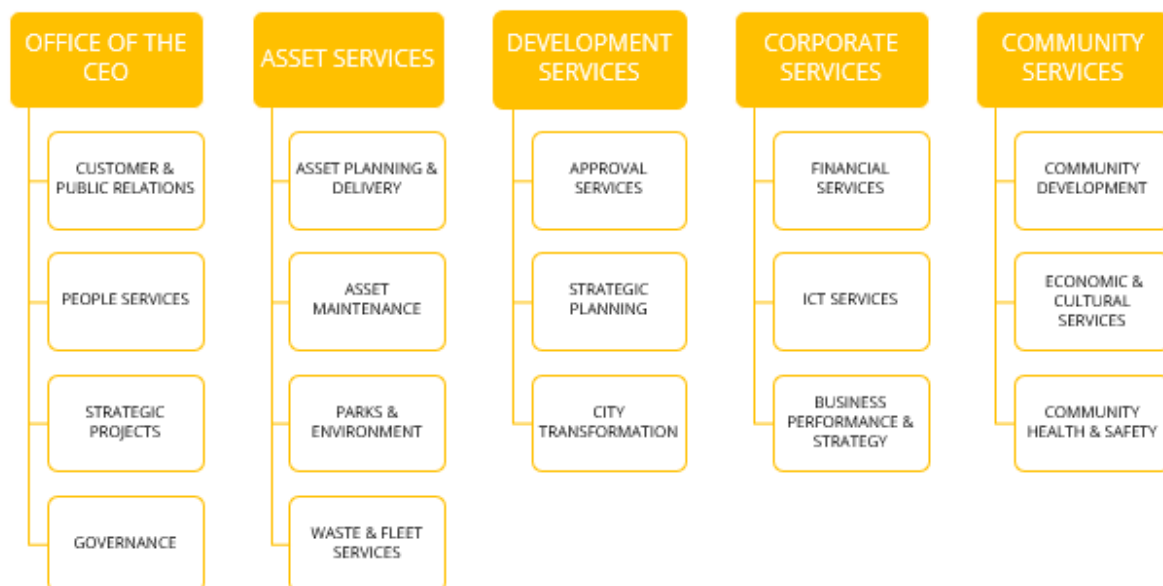 OFFICE OF THE
CEO
CUSTOMER &
PUBLIC RELATIONS
PEOPLE SERVICES
STRATEGIC
PROJECTS
GOVERNANCE
ASSET SERVICES
ASSET PLANNING &
DELIVERY
ASSET
MAINTENANCE
PARKS &
ENVIRONMENT
WASTE & FLEET
SERVICES
DEVELOPMENT
SERVICES
APPROVAL
SERVICES
STRATEGIC
PLANNING
CITY
TRANSFORMATION
CORPORATE
SERVICES
FINANCIAL
SERVICES
ICT SERVICES
BUSINESS
PERFORMANCE &
STRATEGY
COMMUNITY
SERVICES
COMMUNITY
DEVELOPMENT
ECONOMIC &
CULTURAL
SERVICES
COMMUNITY
HEALTH & SAFETY